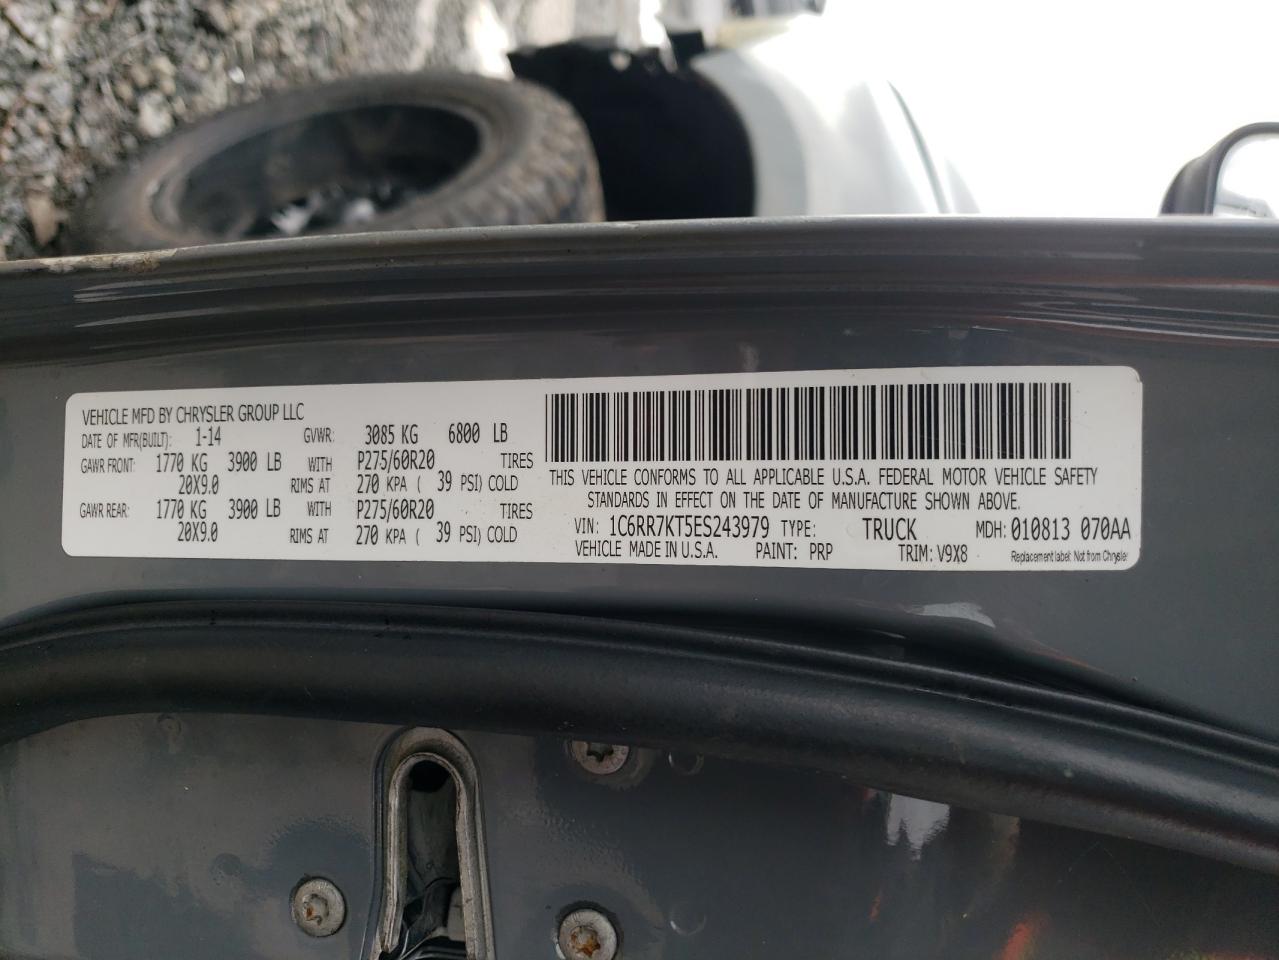 VEHICLE MFD BY CHRYSLER GROUP LLC
DATE OF MFR(BUILT): 1-14 GVWR: 3085 KG 6800 LB
GAWR FRONT: 1770 KG 3900 LB WITH P275/60R20 TIRES
20X9.0 RIMS AT 270 KPA ( 39 PSI) COLD
GAWR REAR: 1770 KG 3900 LB WITH P275/60R20 TIRES
20X9.0 RIMS AT 270 KPA ( 39 PSI) COLD
THIS VEHICLE CONFORMS TO ALL APPLICABLE U.S.A. FEDERAL MOTOR VEHICLE SAFETY
STANDARDS IN EFFECT ON THE DATE OF MANUFACTURE SHOWN ABOVE.
VIN: 1C6RR7KT5ES243979 TYPE: TRUCK MDH: 010813 070AA
VEHICLE MADE IN U.S.A. PAINT: PRP TRIM: V9X8 Replacement label: Not from Chrysler